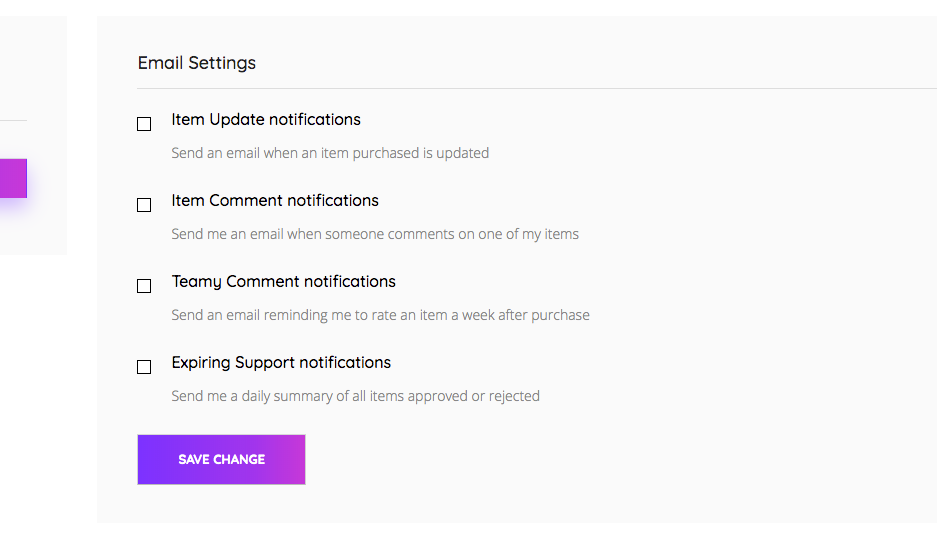 Email Settings
Item Update notifications
Send an email when an item purchased is updated
Item Comment notifications
Send me an email when someone comments on one of my items
Teamy Comment notifications
Send an email reminding me to rate an item a week after purchase
Expiring Support notifications
Send me a daily summary of all items approved or rejected
SAVE CHANGE